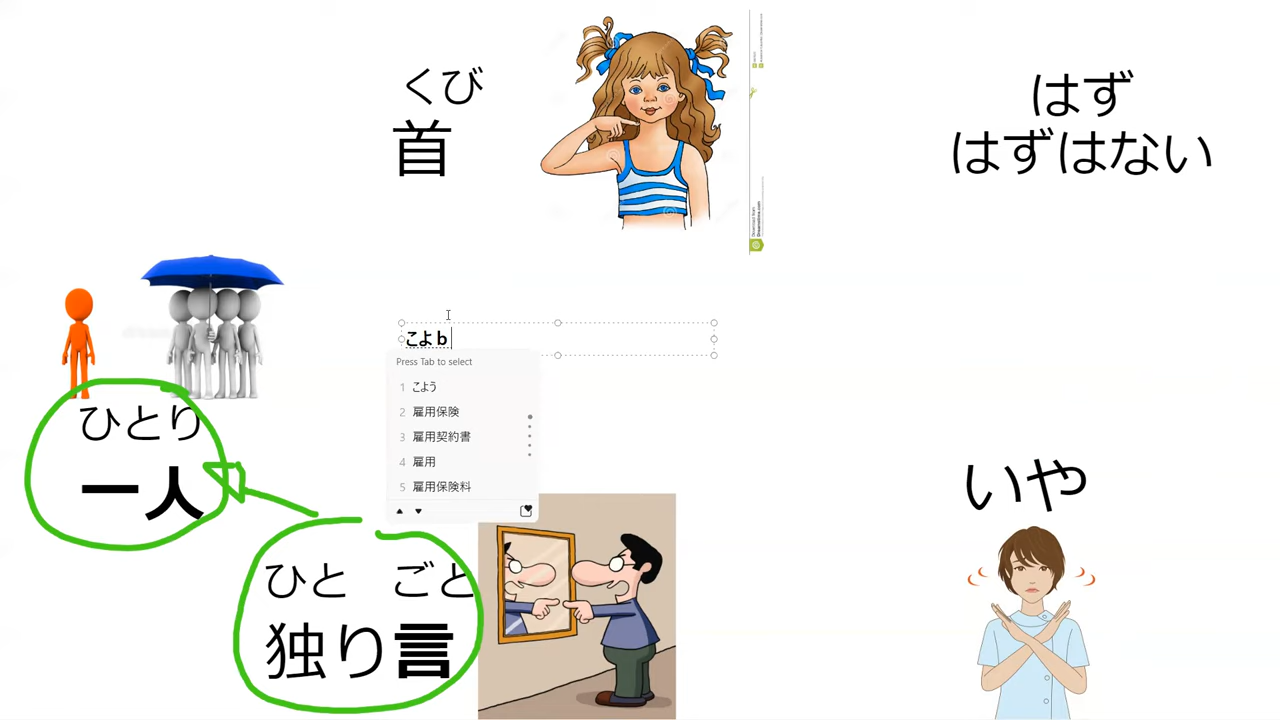 くび
首
はず
はずはない
こよb
Press Tab to select
1 こよう
2 雇用保険
3 雇用契約書
4 雇用
5 雇用保険料
ひとり
一人
ひと ごと
独り言
いや